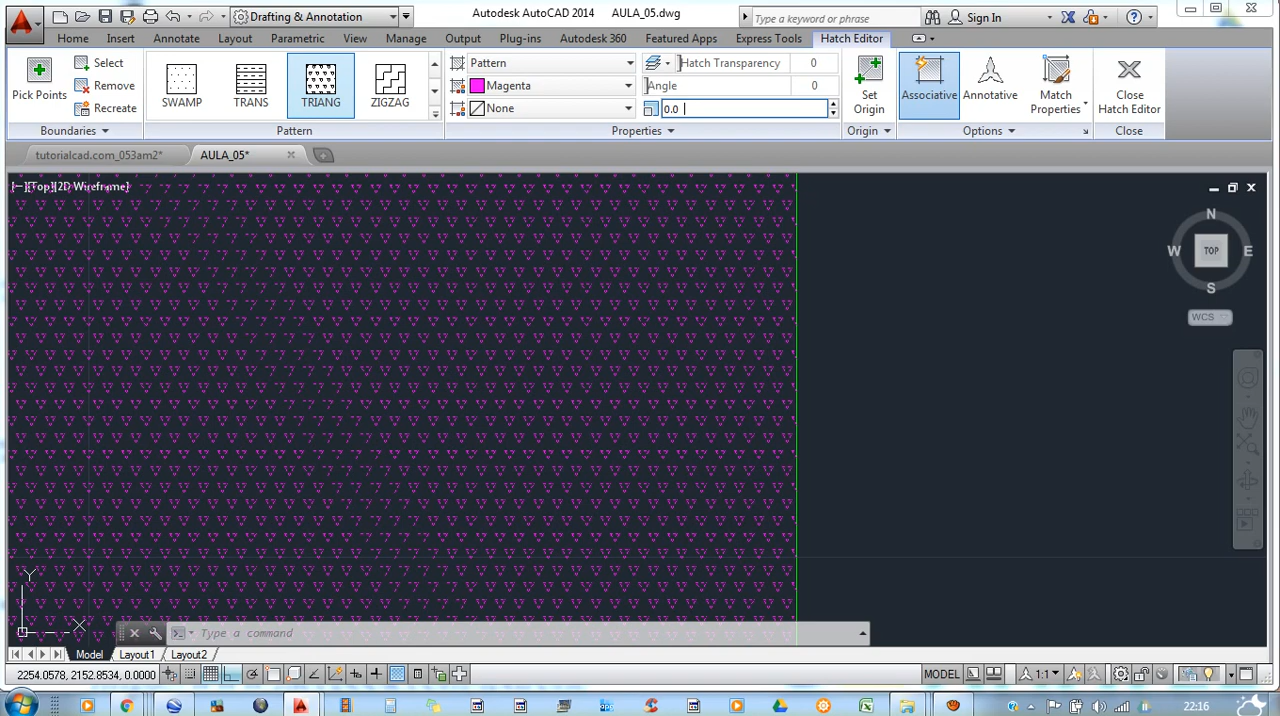 Drafting & Annotation
Autodesk AutoCAD 2014 AULA_05.dwg
Type a keyword or phrase
Sign In
Home Insert Annotate Layout Parametric View Manage Output Plugins Autodesk 360 Featured Apps Express Tools Hatch Editor
Pick Points
Select
Remove
Recreate
Boundaries
SWAMP
TRANS
TRIANG
ZIGZAG
Pattern
Pattern
Magenta
None
Hatch Transparency 0
Angle 0
0.0
Properties
Set
Origin
Origin
Associative
Annotative
Match
Properties
Options
Close
Hatch Editor
Close
tutorialcad.com_053am2*
AULA_05*
[−][Top][2D Wireframe]
N
W TOP E
S
WCS
Y
X
Type a command
Model Layout1 Layout2
2254.0578, 2152.8534, 0.0000
MODEL
1:1
22:16